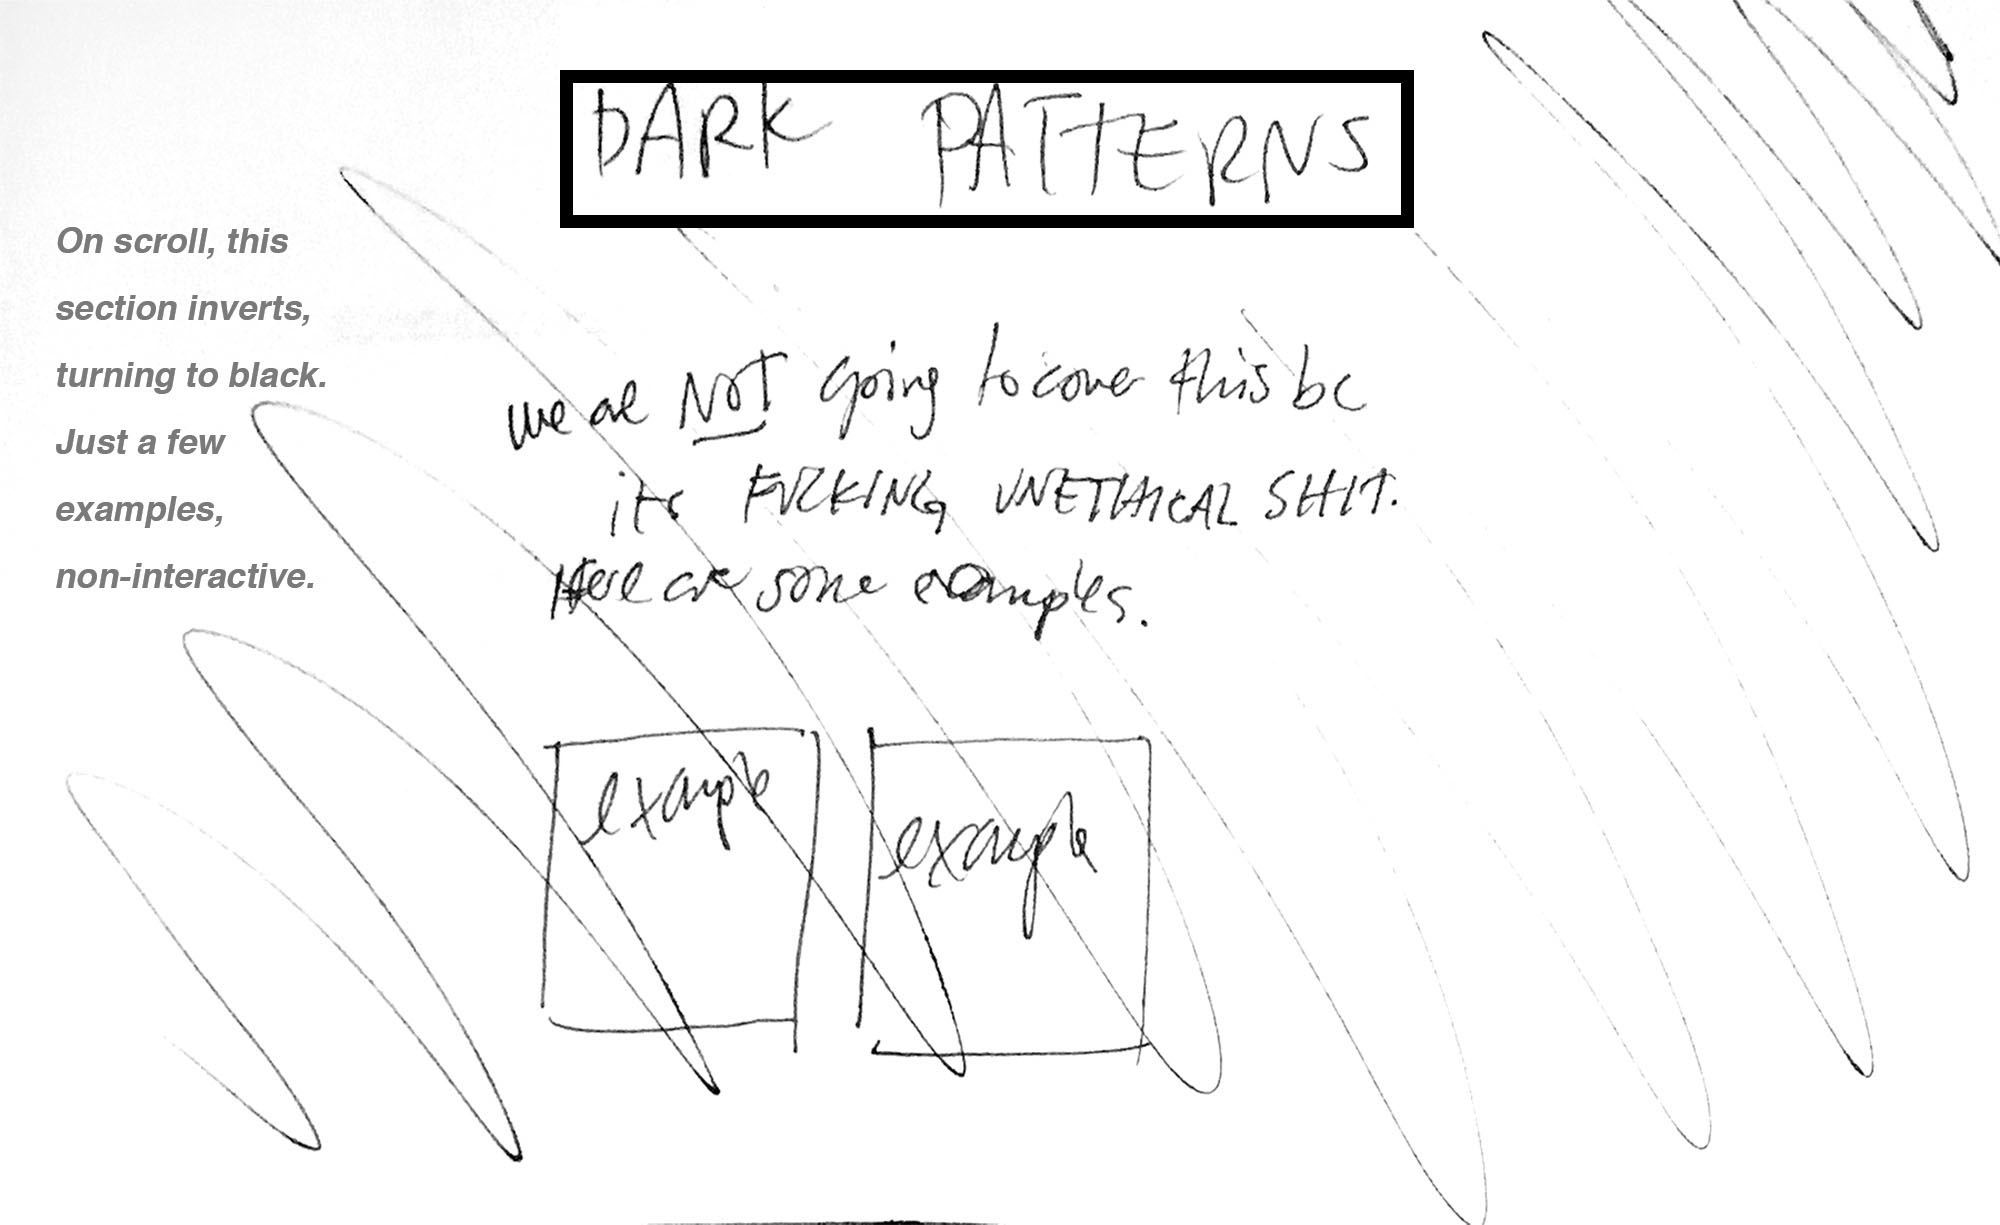 DARK PATTERNS
On scroll, this
section inverts,
turning to black.
Just a few
examples,
non-interactive.
we are NOT going to cover this bc
its FUCKING UNETHICAL SHIT.
Here are some examples.
example
example